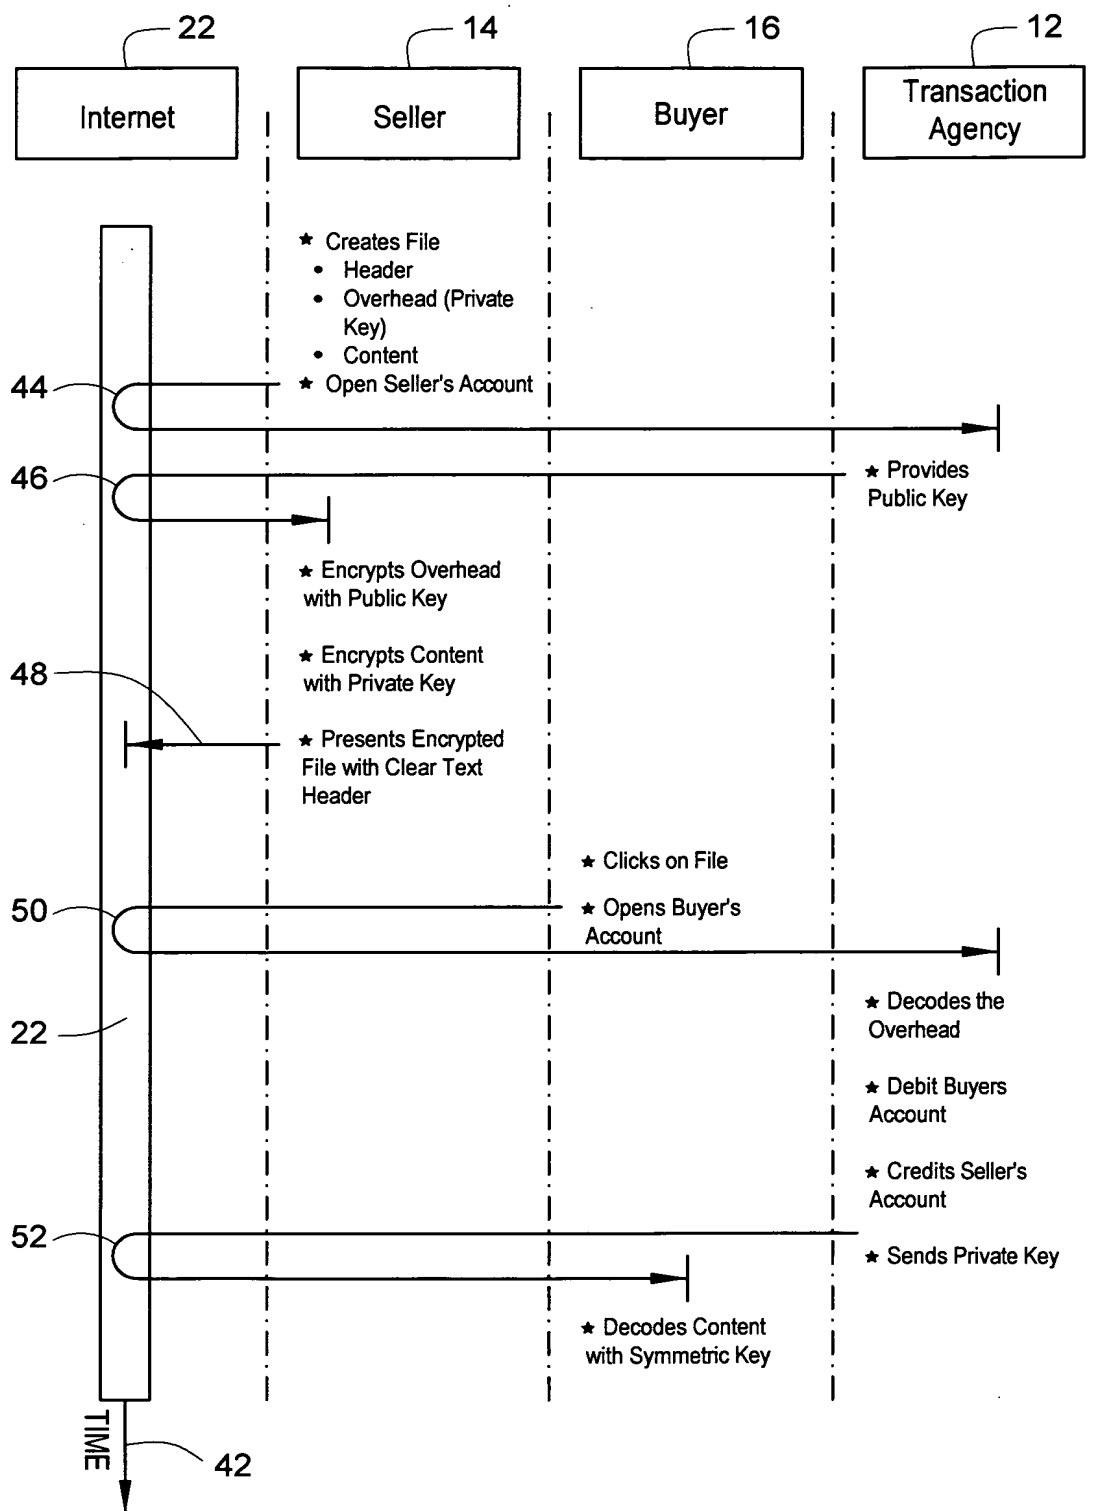 22
14
16
12
Internet
Seller
Buyer
Transaction
Agency
★ Creates File
• Header
• Overhead (Private
Key)
• Content
44
★ Open Seller's Account
46
★ Provides
Public Key
★ Encrypts Overhead
with Public Key
★ Encrypts Content
with Private Key
48
★ Presents Encrypted
File with Clear Text
Header
★ Clicks on File
50
★ Opens Buyer's
Account
★ Decodes the
Overhead
22
★ Debit Buyers
Account
★ Credits Seller's
Account
52
★ Sends Private Key
★ Decodes Content
with Symmetric Key
TIME
42